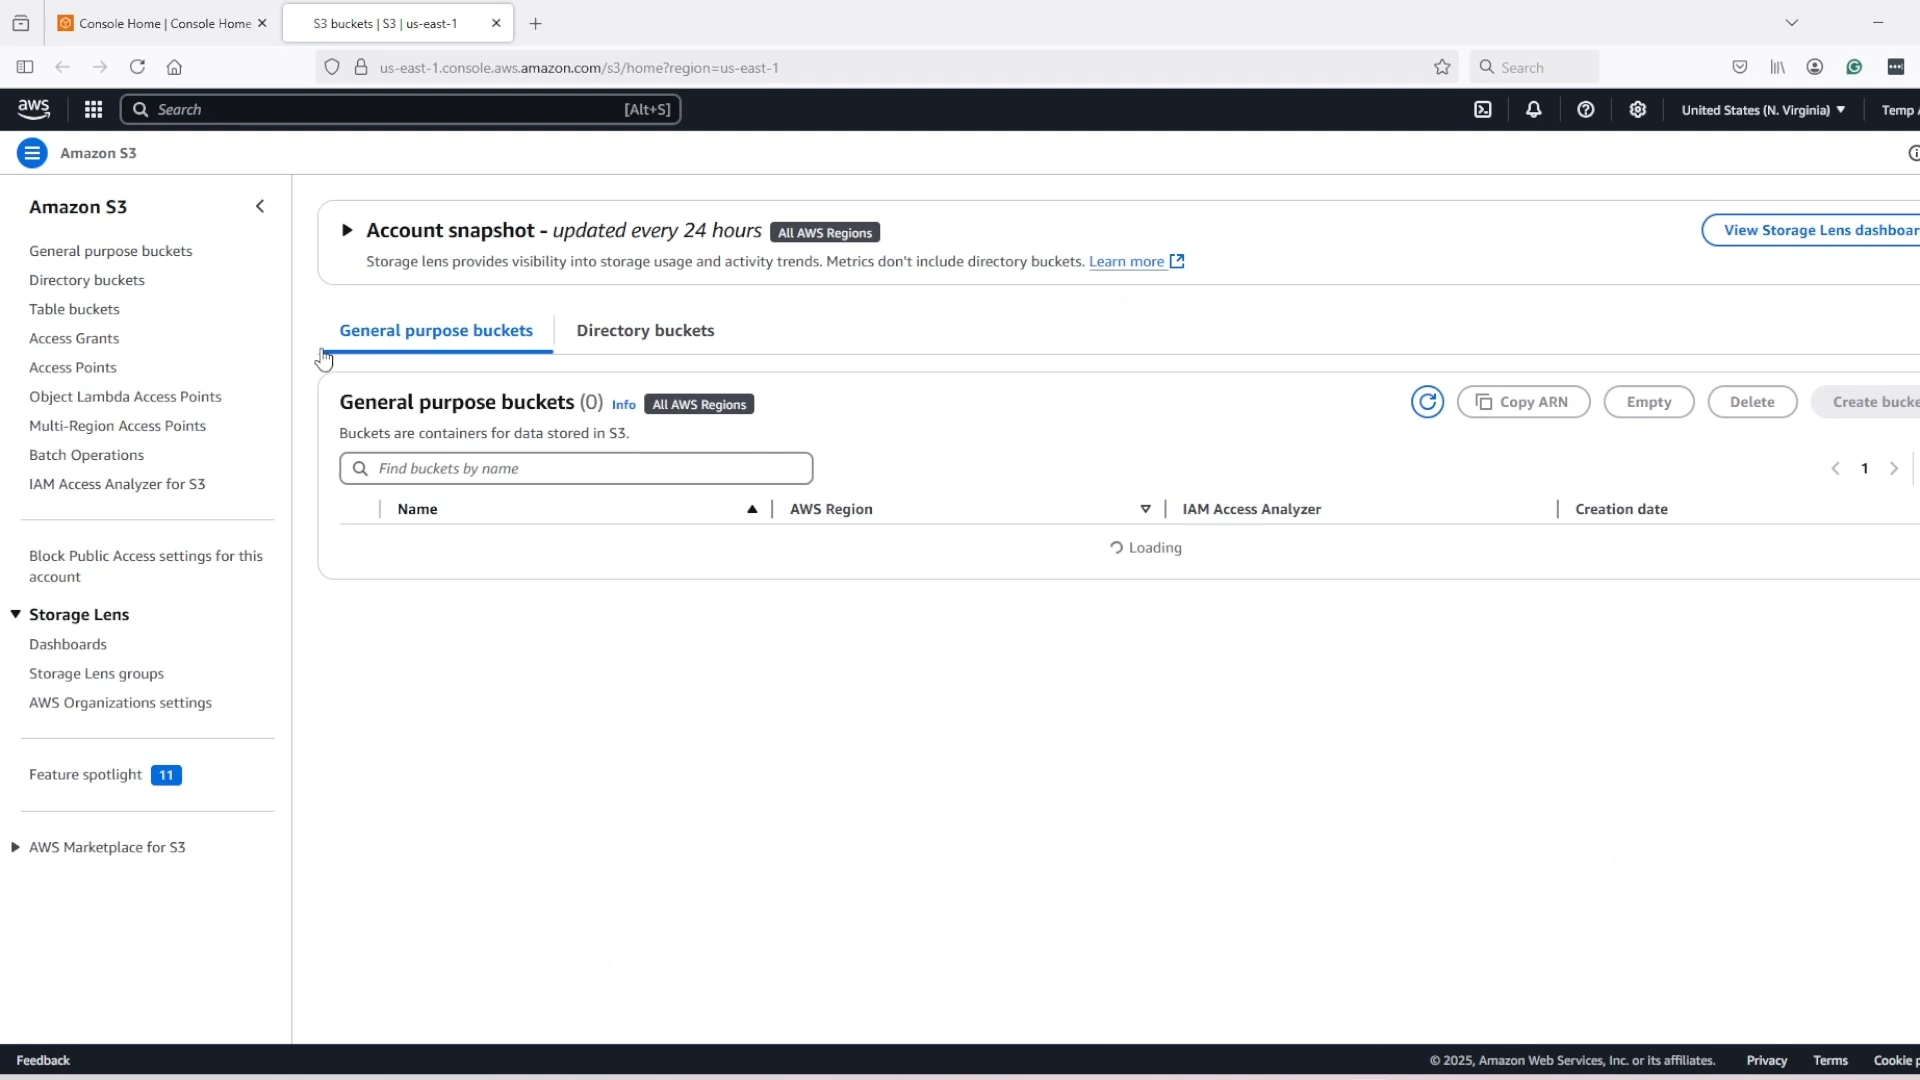 Console Home | Console Home
S3 buckets | S3 | us-east-1
us-east-1.console.aws.amazon.com/s3/home?region=us-east-1
Search
aws
Search
[Alt+S]
United States (N. Virginia)
Temp
Amazon S3
Amazon S3
General purpose buckets
Directory buckets
Table buckets
Access Grants
Access Points
Object Lambda Access Points
Multi-Region Access Points
Batch Operations
IAM Access Analyzer for S3
Block Public Access settings for this
account
Storage Lens
Dashboards
Storage Lens groups
AWS Organizations settings
Feature spotlight 11
AWS Marketplace for S3
Account snapshot - updated every 24 hours All AWS Regions
View Storage Lens dashboar
Storage lens provides visibility into storage usage and activity trends. Metrics don't include directory buckets. Learn more
General purpose buckets
Directory buckets
General purpose buckets (0) Info All AWS Regions
Copy ARN
Empty
Delete
Create bucke
Buckets are containers for data stored in S3.
Find buckets by name
1
Name
AWS Region
IAM Access Analyzer
Creation date
Loading
Feedback
© 2025, Amazon Web Services, Inc. or its affiliates.
Privacy
Terms
Cookie p